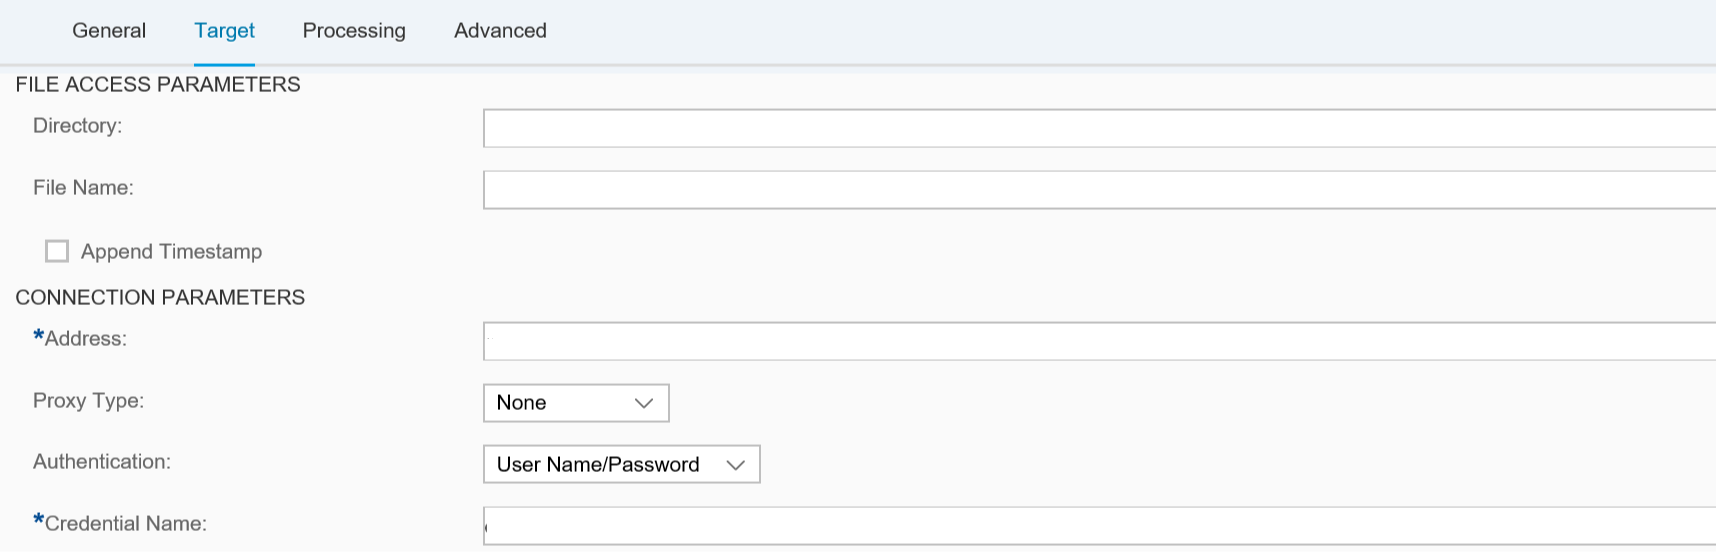 General Target Processing Advanced
FILE ACCESS PARAMETERS
Directory:
File Name:
Append Timestamp
CONNECTION PARAMETERS
*Address:
Proxy Type: None
Authentication: User Name/Password
*Credential Name: